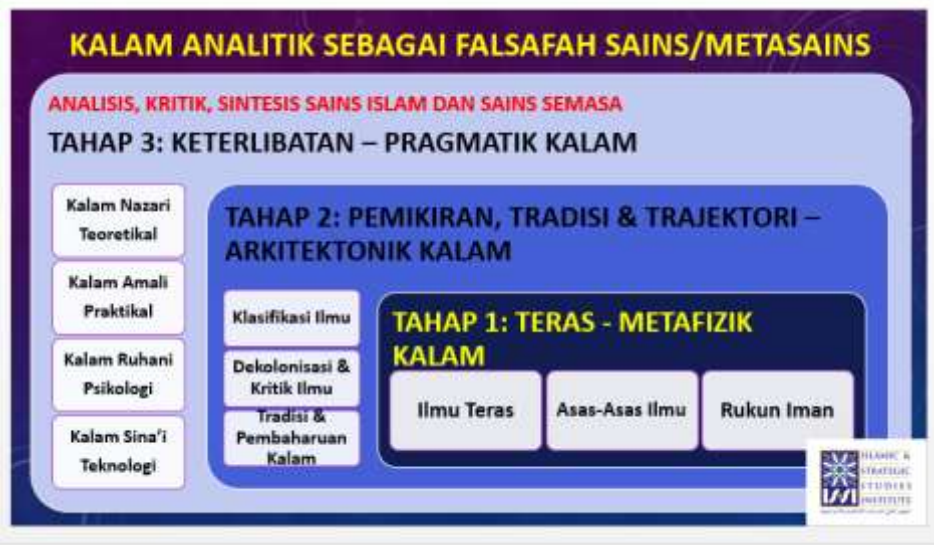 KALAM ANALITIK SEBAGAI FALSAFAH SAINS/METASAINS
ANALISIS, KRITIK, SINTESIS SAINS ISLAM DAN SAINS SEMASA
TAHAP 3: KETERLIBATAN – PRAGMATIK KALAM
Kalam Nazari
Teoretikal
Kalam Amali
Praktikal
Kalam Ruhani
Psikologi
Kalam Sina'i
Teknologi
TAHAP 2: PEMIKIRAN, TRADISI & TRAJEKTORI –
ARKITEKTONIK KALAM
Klasifikasi Ilmu
Dekolonisasi &
Kritik Ilmu
Tradisi &
Pembaharuan
Kalam
TAHAP 1: TERAS - METAFIZIK
KALAM
Ilmu Teras
Asas-Asas Ilmu
Rukun Iman
ISLAMIC &
STRATEGIC
STUDIES
INSTITUTE
ISSI